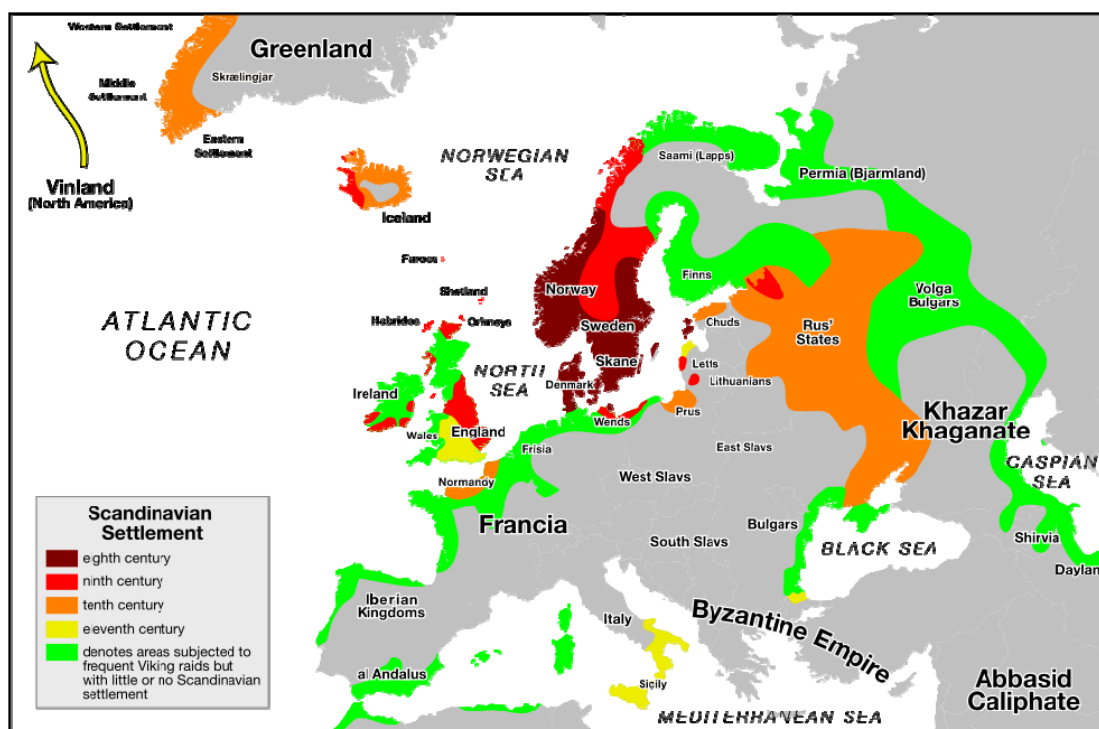 Western Settlement
Greenland
Skrælingjar
Middle
Settlement
Eastern
Settlement
Vinland
(North America)
NORWEGIAN
SEA
Saami (Lapps)
Permia (Bjarmland)
Iceland
Faroes
Shetland
Hebrides
Orkneys
ATLANTIC
OCEAN
NORTH
SEA
Norway
Sweden
Skane
Denmark
Finns
Chuds
Letts
Lithuanians
Prus
Wends
Rus'
States
Volga
Bulgars
Ireland
Wales
England
Frisia
Normandy
Francia
West Slavs
East Slavs
South Slavs
Khazar
Khaganate
CASPIAN
SEA
Bulgars
BLACK SEA
Shirvia
Daylam
Iberian
Kingdoms
al Andalus
Italy
Sicily
Byzantine Empire
Abbasid
Caliphate
MEDITERRANEAN SEA
Scandinavian
Settlement
eighth century
ninth century
tenth century
eleventh century
denotes areas subjected to
frequent Viking raids but
with little or no Scandinavian
settlement